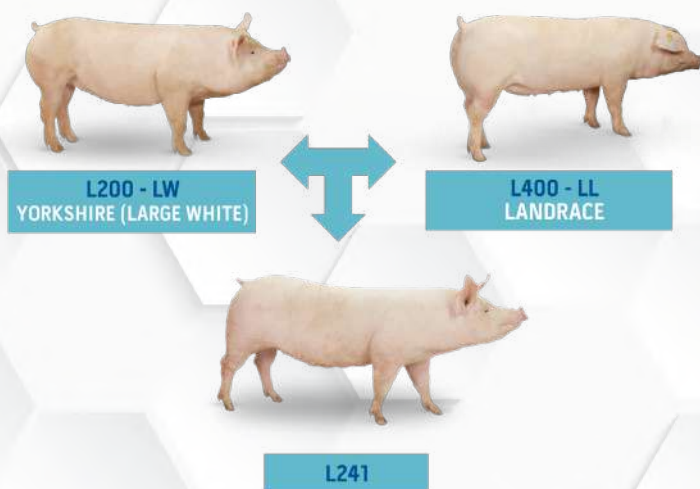 L200 - LW
YORKSHIRE (LARGE WHITE)
L400 - LL
LANDRACE
L241